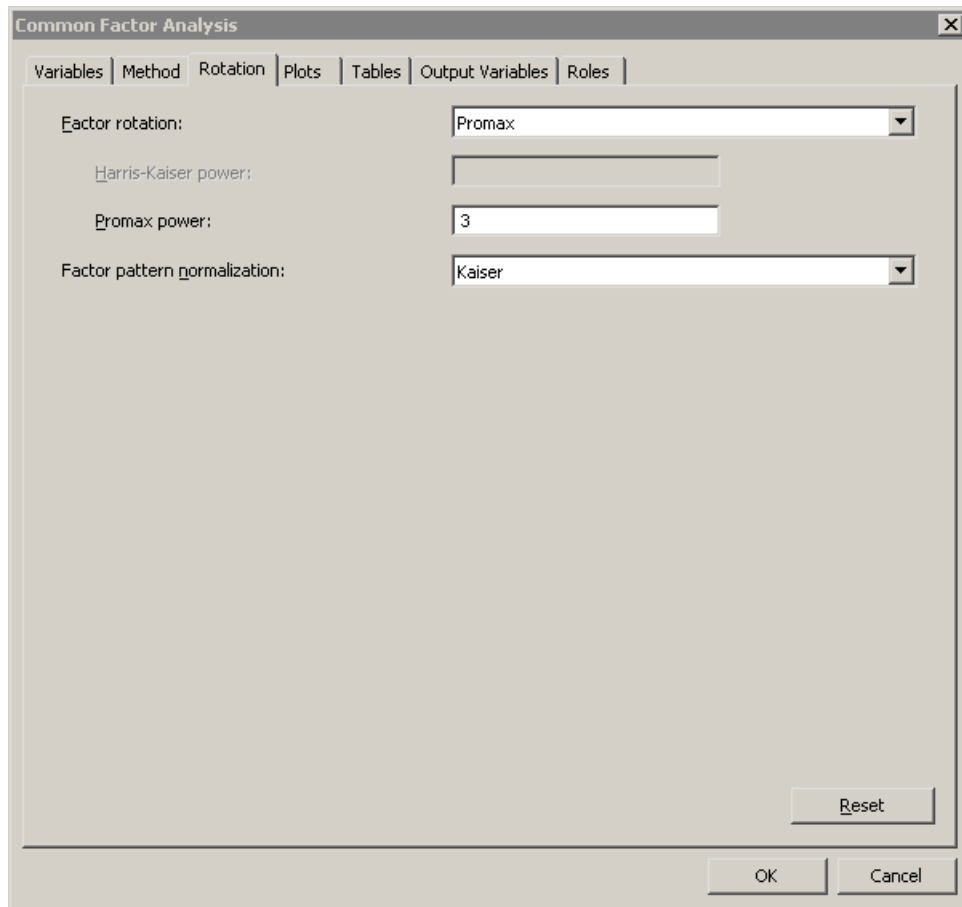 Common Factor Analysis
Variables Method Rotation Plots Tables Output Variables Roles
Factor rotation: Promax
Harris-Kaiser power:
Promax power: 3
Factor pattern normalization: Kaiser
Reset
OK Cancel